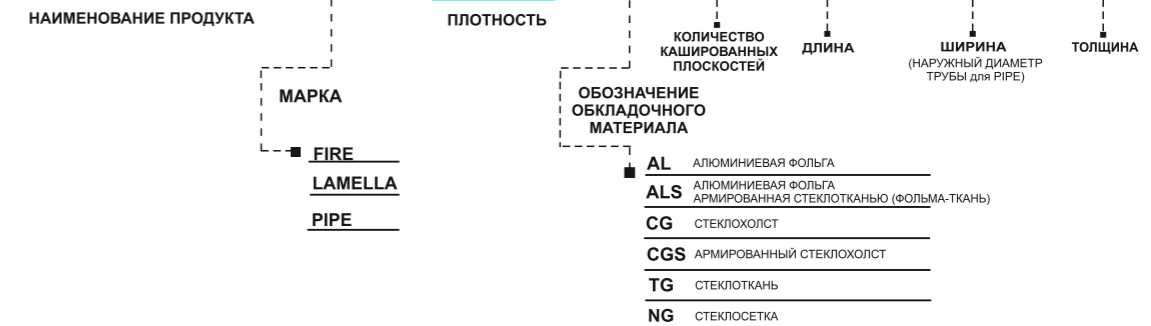 НАИМЕНОВАНИЕ ПРОДУКТА
ПЛОТНОСТЬ
КОЛИЧЕСТВО
КАШИРОВАННЫХ
ПЛОСКОСТЕЙ
ДЛИНА
ШИРИНА
(НАРУЖНЫЙ ДИАМЕТР
ТРУБЫ для PIPE)
ТОЛЩИНА
МАРКА
FIRE
LAMELLA
PIPE
ОБОЗНАЧЕНИЕ
ОБКЛАДОЧНОГО
МАТЕРИАЛА
AL АЛЮМИНИЕВАЯ ФОЛЬГА
ALS АЛЮМИНИЕВАЯ ФОЛЬГА
АРМИРОВАННАЯ СТЕКЛОТКАНЬЮ (ФОЛЬМА-ТКАНЬ)
CG СТЕКЛОХОЛСТ
CGS АРМИРОВАННЫЙ СТЕКЛОХОЛСТ
TG СТЕКЛОТКАНЬ
NG СТЕКЛОСЕТКА